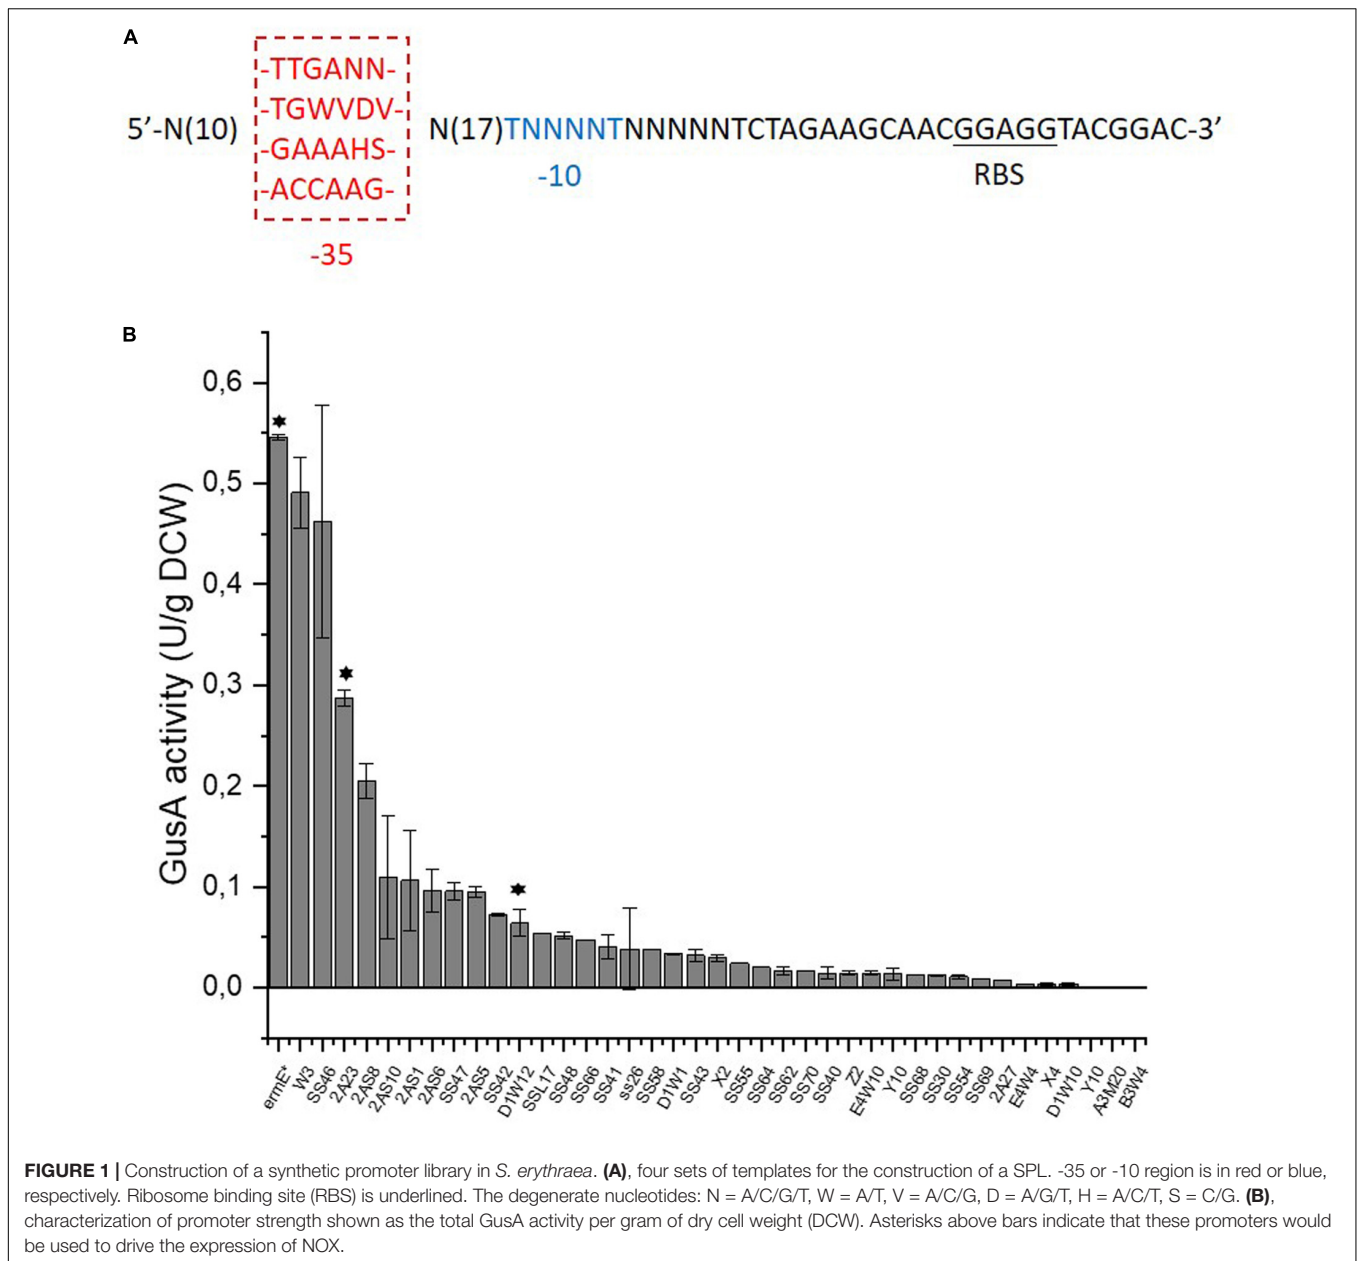 A
-TTGANN-
-TGWVDV-
-GAAAHS-
-ACCAAG-
5’-N(10)
N(17)TNNNNTNNNNNTCTAGAAGCAACGGAGGTACGGAC-3’
-35
-10
RBS
B
GusA activity (U/g DCW)
0,6
0,5
0,4
0,3
0,2
0,1
0,0
ermE*
W3
SS46
2A23
2AS8
2AS10
2AS1
2AS6
SS47
2AS5
SS42
D1W12
SSL17
SS48
SS66
SS41
ss26
SS58
D1W1
SS43
X2
SS55
SS64
SS62
SS70
SS40
Z2
E4W10
Y10
SS68
SS30
SS54
SS69
2A27
E4W4
X4
D1W10
Y10
A3M20
B3W4
FIGURE 1 | Construction of a synthetic promoter library in S. erythraea. (A), four sets of templates for the construction of a SPL. -35 or -10 region is in red or blue,
respectively. Ribosome binding site (RBS) is underlined. The degenerate nucleotides: N = A/C/G/T, W = A/T, V = A/C/G, D = A/G/T, H = A/C/T, S = C/G. (B),
characterization of promoter strength shown as the total GusA activity per gram of dry cell weight (DCW). Asterisks above bars indicate that these promoters would
be used to drive the expression of NOX.